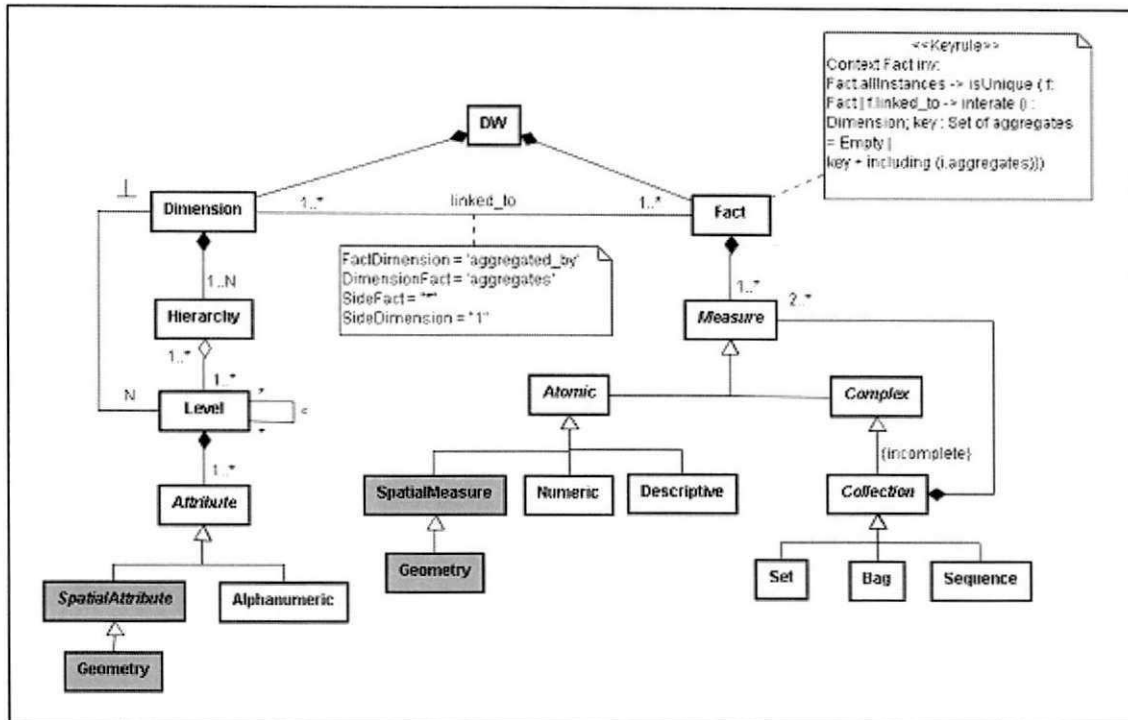 <<Keyrule>>
Context Fact inv:
Fact.allInstances -> isUnique (f:
Fact | f.linked_to -> interate (i :
Dimension; key : Set of aggregates
= Empty |
key + including (i.aggregates)))
DW
Dimension
1..*
linked_to
1..*
Fact
FactDimension = 'aggregated_by'
DimensionFact = 'aggregates'
SideFact = "*"
SideDimension = "1"
1..N
1..*
2..*
Hierarchy
Measure
1..*
1..*
*
N
Level
<
*
Atomic
Complex
1..*
{incomplete}
Attribute
SpatialMeasure
Numeric
Descriptive
Collection
Geometry
Set
Bag
Sequence
SpatialAttribute
Alphanumeric
Geometry